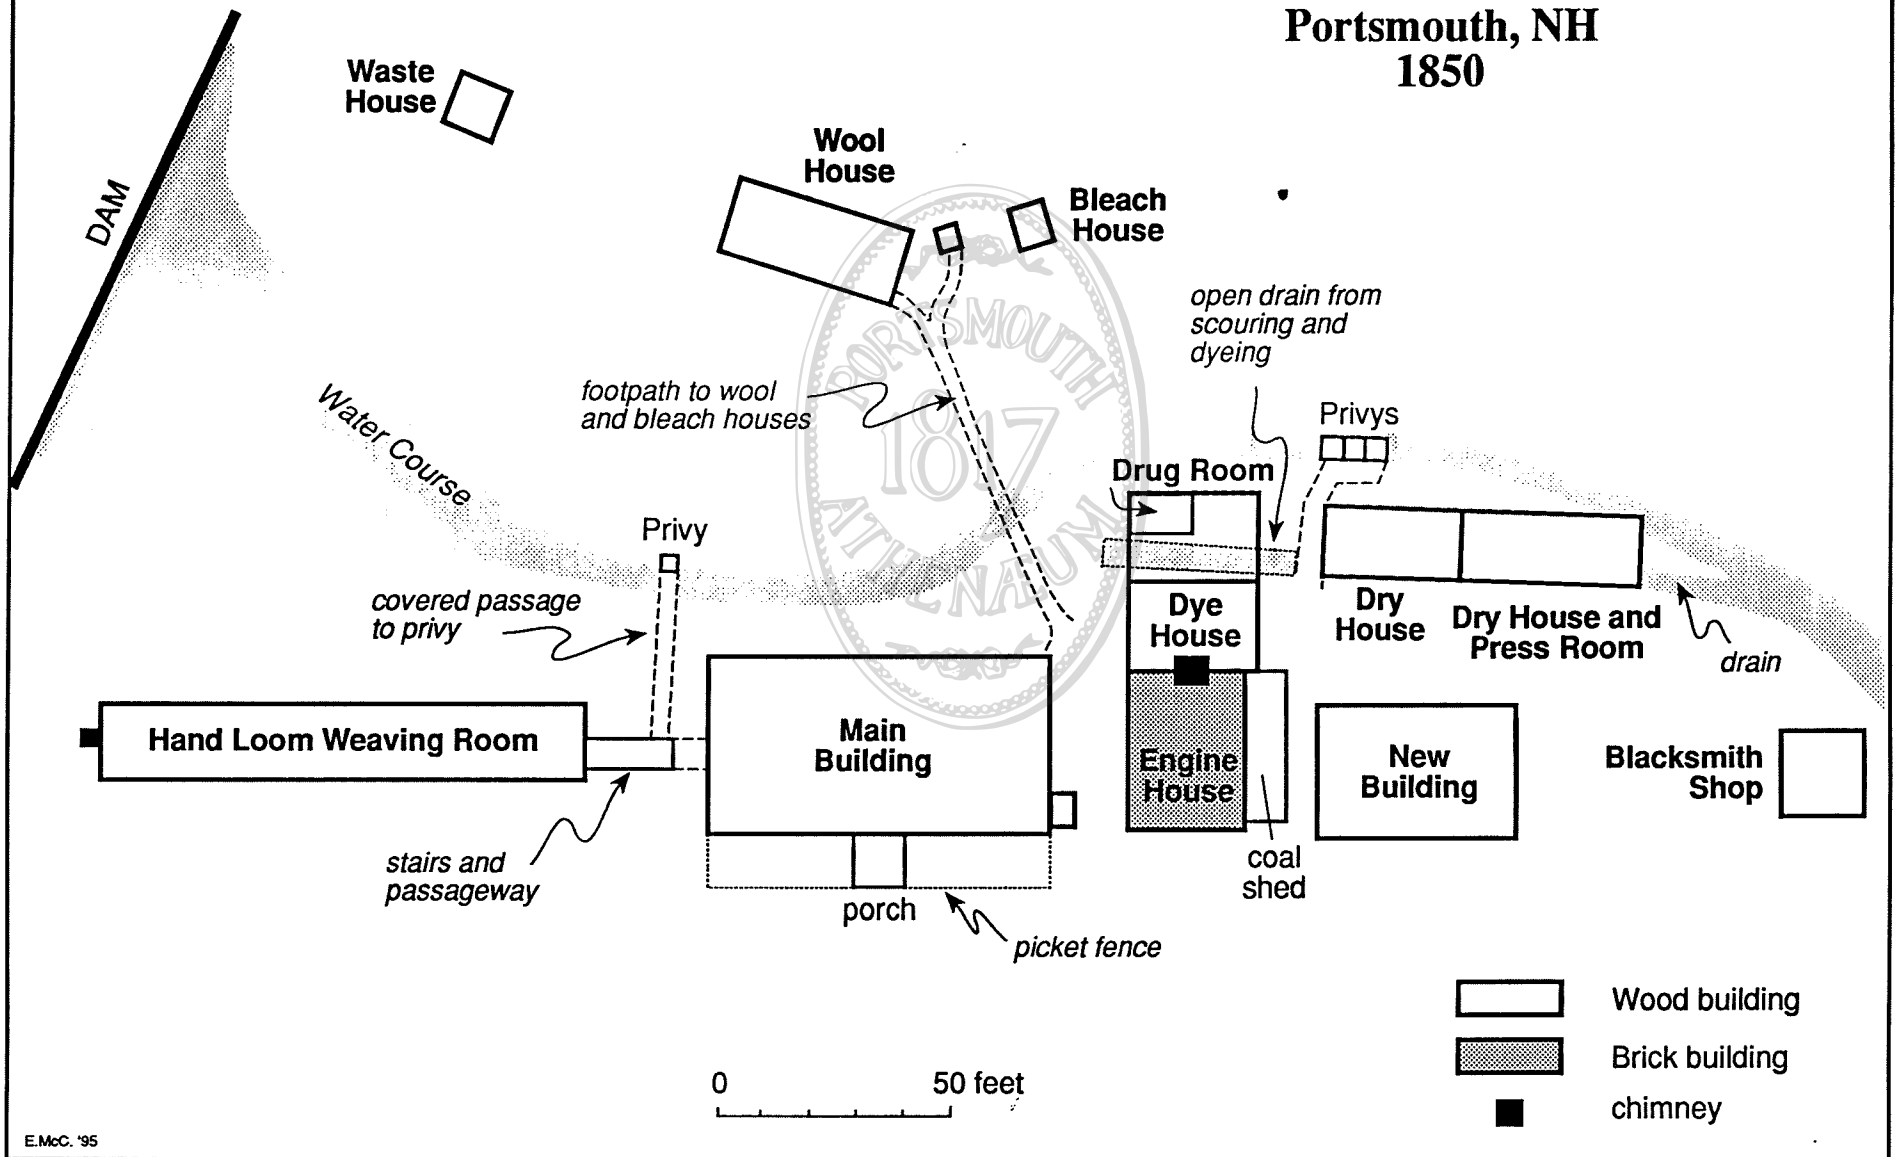 Portsmouth, NH
1850
Waste
House
Wool
House
Bleach
House
DAM
open drain from
scouring and
dyeing
footpath to wool
and bleach houses
Water Course
Privys
Drug Room
Privy
covered passage
to privy
Dye
House
Dry
House
Dry House and
Press Room
drain
Hand Loom Weaving Room
Main
Building
Engine
House
New
Building
Blacksmith
Shop
stairs and
passageway
coal
shed
porch
picket fence
Wood building
Brick building
chimney
0 50 feet
E.McC. '95
PORTSMOUTH
1817
ATHENÆUM